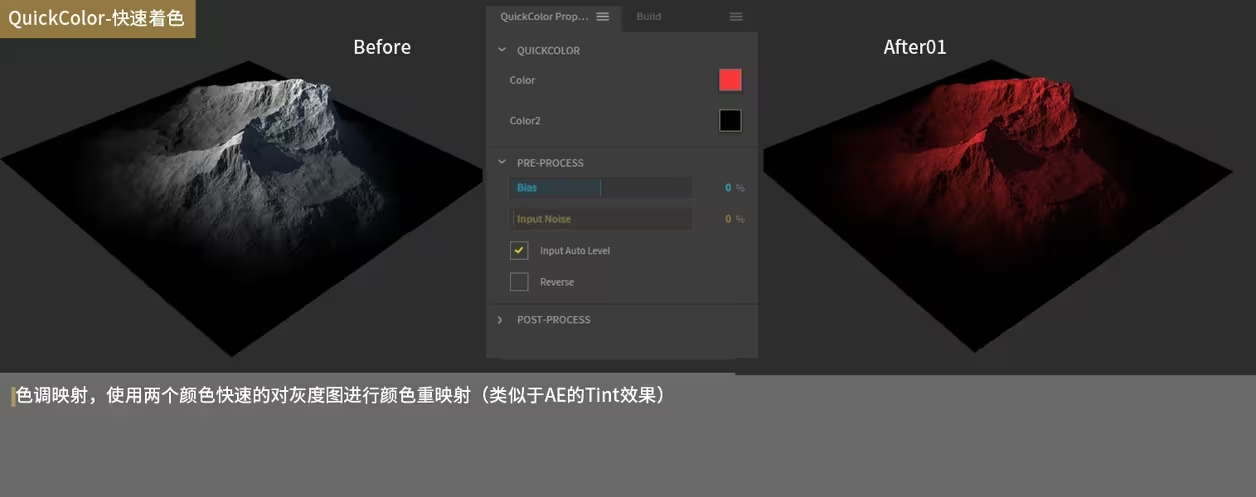 QuickColor-快速着色
Before
QuickColor Prop...
Build
After01
QUICKCOLOR
Color
Color2
PRE-PROCESS
Bias 0 %
Input Noise 0 %
Input Auto Level
Reverse
POST-PROCESS
色调映射，使用两个颜色快速的对灰度图进行颜色重映射（类似于AE的Tint效果）